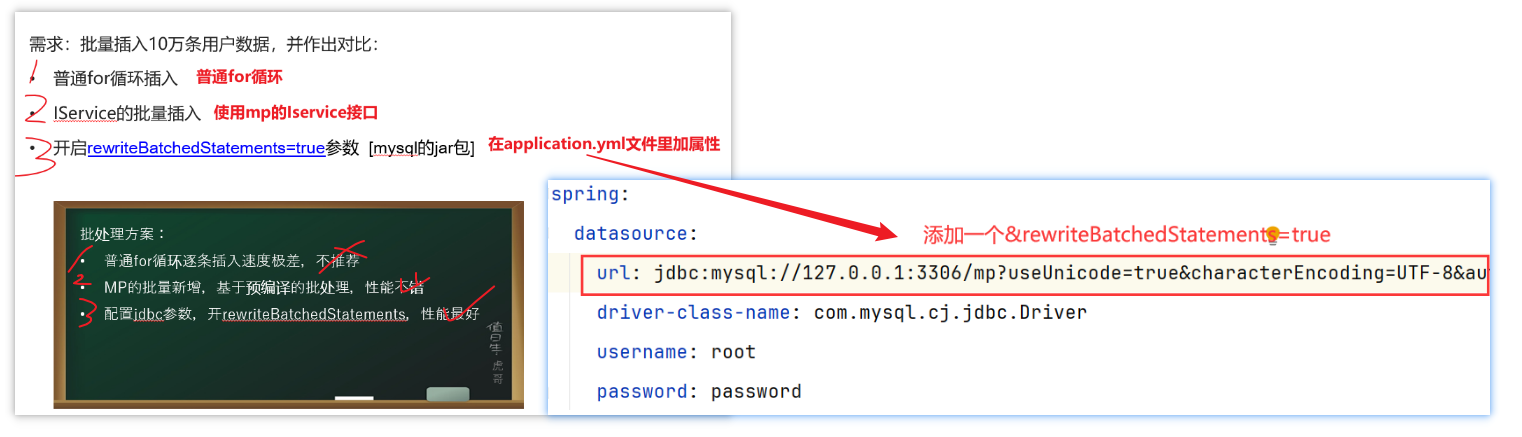 需求：批量插入10万条用户数据，并作出对比：
1
• 普通for循环插入 普通for循环
2
• IService的批量插入 使用mp的Iservice接口
3
• 开启rewriteBatchedStatements=true参数 [mysql的jar包] 在application.yml文件里加属性
批处理方案：
1
• 普通for循环逐条插入速度极差，不推荐
2
• MP的批量新增，基于预编译的批处理，性能不错
3
• 配置jdbc参数，开rewriteBatchedStatements，性能最好
值日生
虎哥
spring:
datasource:
添加一个&rewriteBatchedStatements=true
url: jdbc:mysql://127.0.0.1:3306/mp?useUnicode=true&characterEncoding=UTF-8&au
driver-class-name: com.mysql.cj.jdbc.Driver
username: root
password: password